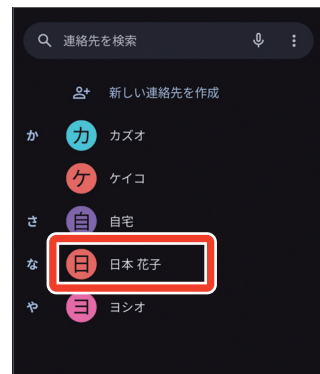 連絡先を検索
新しい連絡先を作成
か カ カズオ
ケ ケイコ
さ 自 自宅
な 日 日本 花子
や ヨ ヨシオ